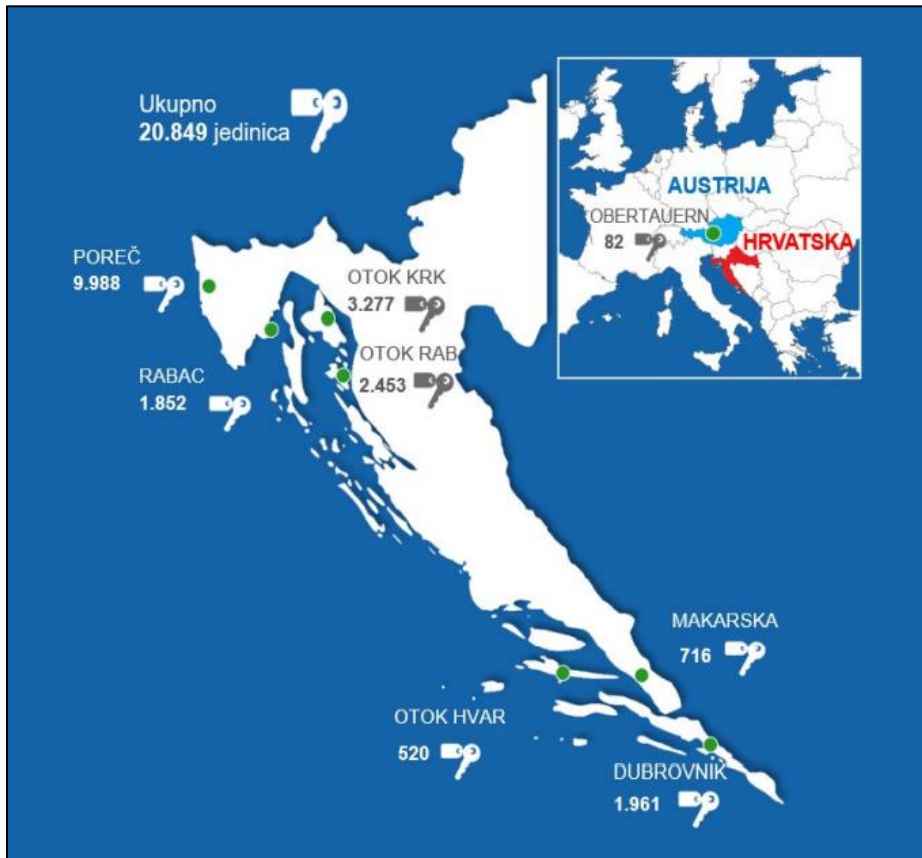 Ukupno
20.849 jedinica
AUSTRIJA
OBERTAUERN
82
HRVATSKA
POREČ
9.988
OTOK KRK
3.277
OTOK RAB
2.453
RABAC
1.852
MAKARSKA
716
OTOK HVAR
520
DUBROVNIK
1.961